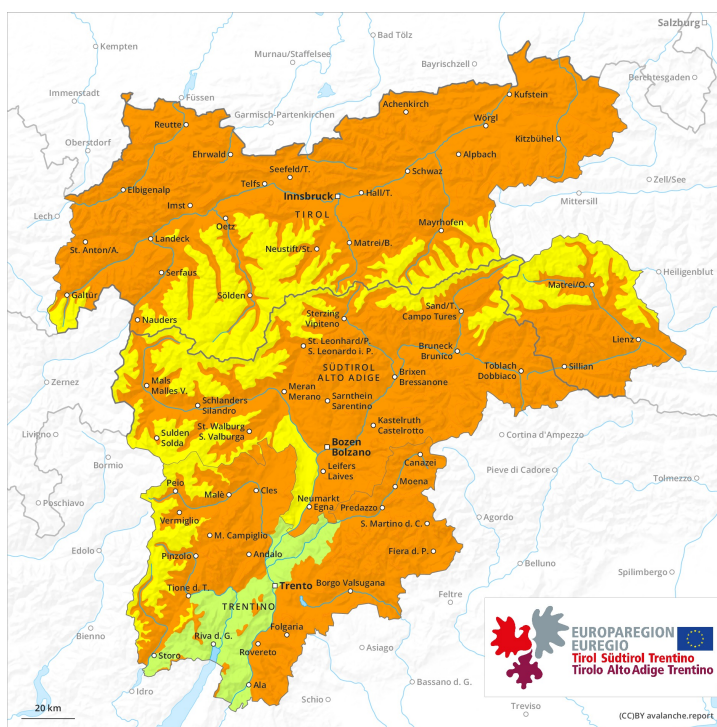 Salzburg
Kempten
Bad Tölz
Murnau/Staffelsee
Bayrischzell
Berchtesgaden
Immenstadt
Füssen
Kufstein
Achenkirch
Garmisch-Partenkirchen
Reutte
Wörgl
Oberstdorf
Kitzbühel
Ehrwald
Alpbach
Seefeld/T.
Schwaz
Telfs
Zell/See
Elbigenalp
Innsbruck
Hall/T.
Mittersill
Imst
TIROL
Lech
Oetz
Mayrhofen
Landeck
Neustift/St.
Matrei/B.
St. Anton/A.
Serfaus
Heiligenblut
Matrei/O.
Galtür
Sölden
Sand/T.
Campo Tures
Nauders
Sterzing
Vipiteno
Lienz
St. Leonhard/P.
S. Leonardo i. P.
Bruneck
Brunico
SÜDTIROL
ALTO ADIGE
Toblach
Dobbiaco
Sillian
Brixen
Bressanone
Mals
Malles V.
Meran
Merano
Zernez
Sarnthein
Sarentino
Schlanders
Silandro
St. Walburg
S. Valburga
Kastelruth
Castelrotto
Livigno
Sulden
Solda
Cortina d'Ampezzo
Bozen
Bolzano
Canazei
Bormio
Leifers
Laives
Pieve di Cadore
Tolmezzo
Moena
Peio
Malè
Cles
Neumarkt
Egna
Predazzo
Poschiavo
Vermiglio
Agordo
S. Martino d. C.
M. Campiglio
Edolo
Pinzolo
Andalo
Fiera d. P.
Belluno
Spilimbergo
Trento
Borgo Valsugana
Tione d. T.
Feltre
TRENTINO
Folgaria
Bienno
Riva d. G.
Rovereto
Storo
Asiago
Ala
Bassano d. G.
Idro
Schio
Treviso
EUROPAREGION
EUREGIO
Tirol Südtirol Trentino
Tirolo Alto Adige Trentino
20 km
(CC)BY avalanche.report